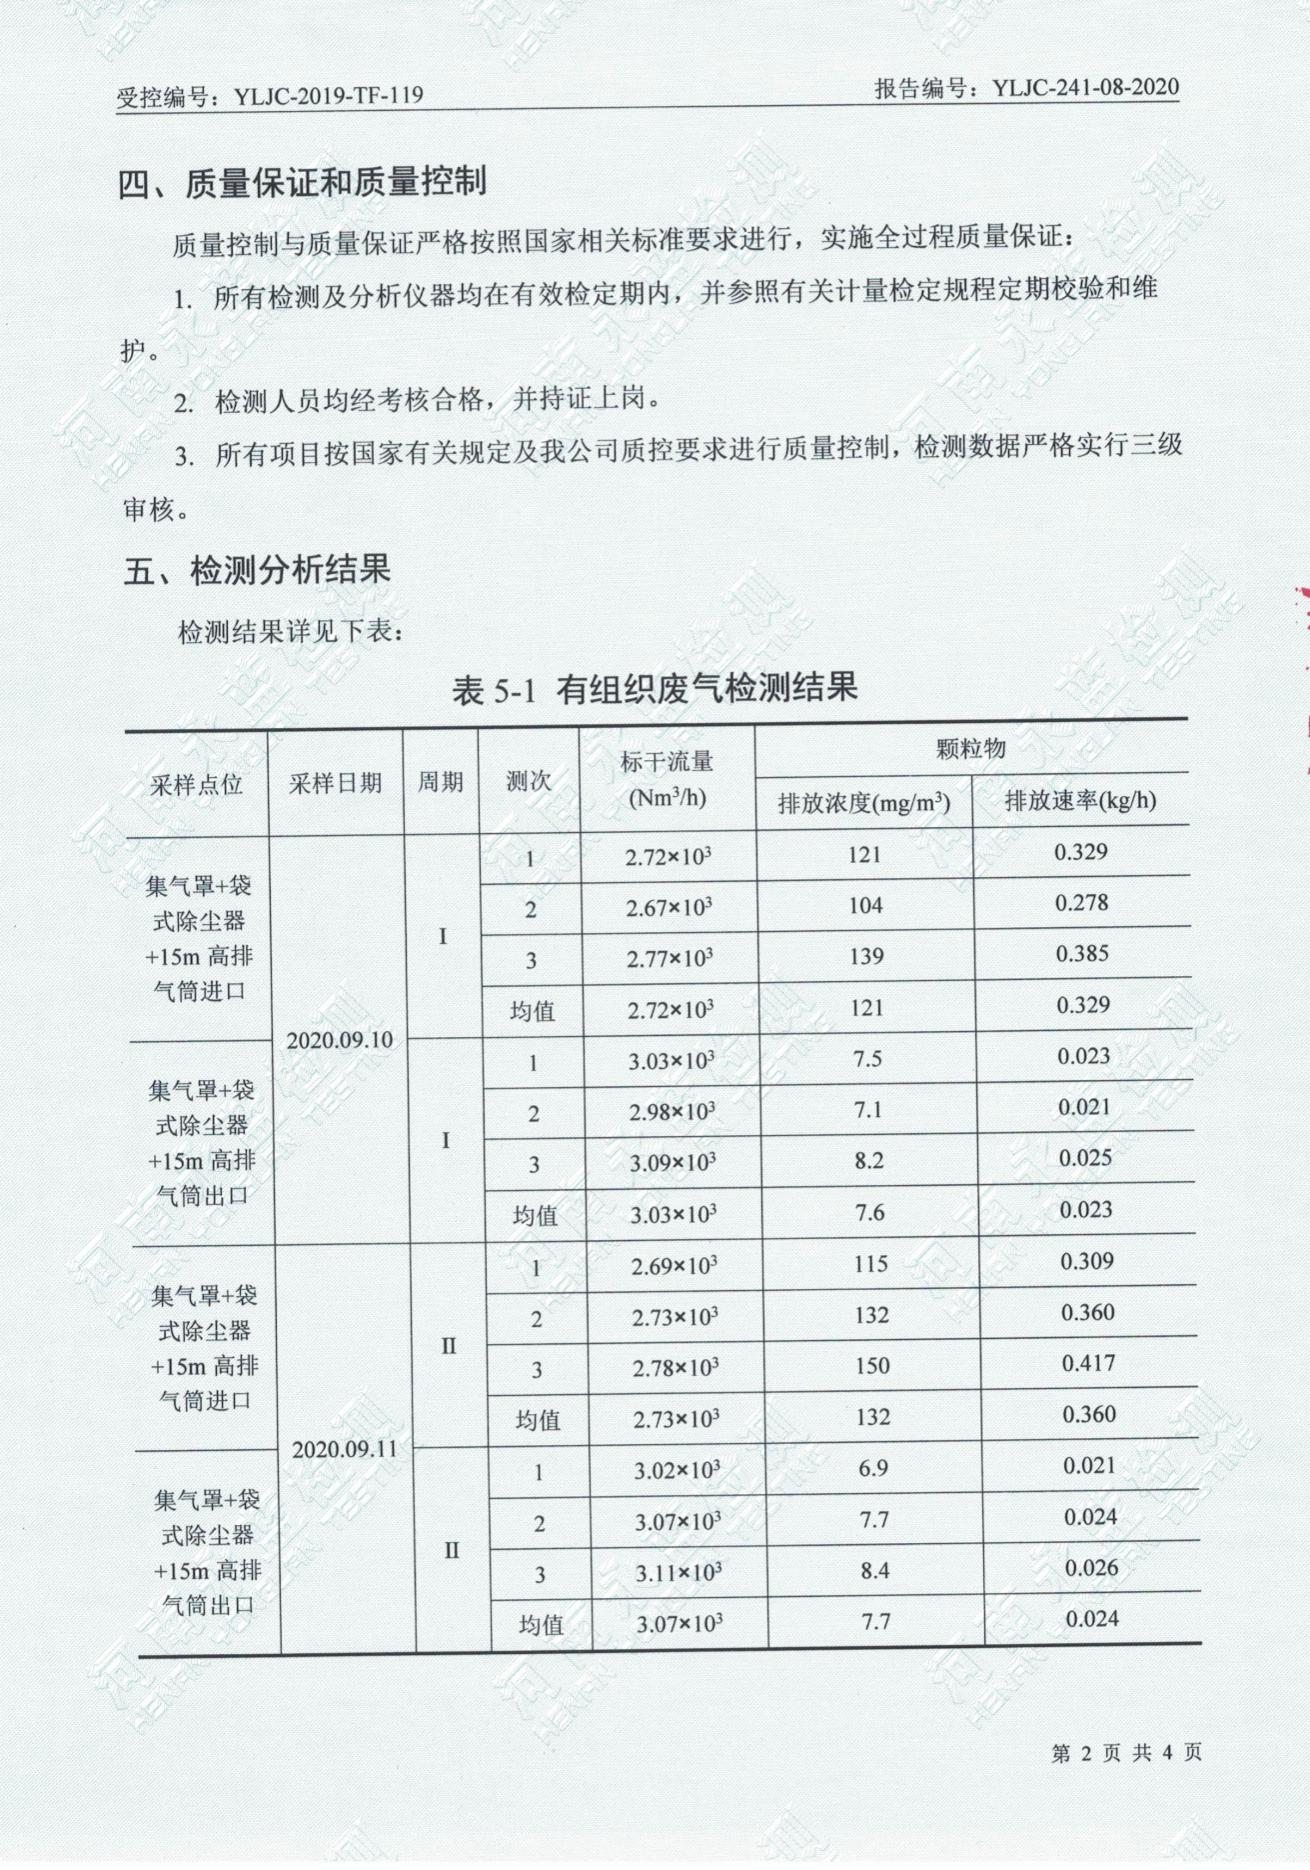 受控编号：YLJC-2019-TF-119 报告编号：YLJC-241-08-2020
四、质量保证和质量控制
质量控制与质量保证严格按照国家相关标准要求进行，实施全过程质量保证：
1. 所有检测及分析仪器均在有效检定期内，并参照有关计量检定规程定期校验和维
护。
2. 检测人员均经考核合格，并持证上岗。
3. 所有项目按国家有关规定及我公司质控要求进行质量控制，检测数据严格实行三级
审核。
五、检测分析结果
检测结果详见下表：
表 5-1 有组织废气检测结果
采样点位 采样日期 周期 测次 标干流量 (Nm³/h) 颗粒物
排放浓度(mg/m³) 排放速率(kg/h)
集气罩+袋
式除尘器
+15m 高排
气筒进口
2020.09.10
I
1 2.72×10³ 121 0.329
2 2.67×10³ 104 0.278
3 2.77×10³ 139 0.385
均值 2.72×10³ 121 0.329
集气罩+袋
式除尘器
+15m 高排
气筒出口
I
1 3.03×10³ 7.5 0.023
2 2.98×10³ 7.1 0.021
3 3.09×10³ 8.2 0.025
均值 3.03×10³ 7.6 0.023
集气罩+袋
式除尘器
+15m 高排
气筒进口
2020.09.11
II
1 2.69×10³ 115 0.309
2 2.73×10³ 132 0.360
3 2.78×10³ 150 0.417
均值 2.73×10³ 132 0.360
集气罩+袋
式除尘器
+15m 高排
气筒出口
II
1 3.02×10³ 6.9 0.021
2 3.07×10³ 7.7 0.024
3 3.11×10³ 8.4 0.026
均值 3.07×10³ 7.7 0.024
第 2 页 共 4 页